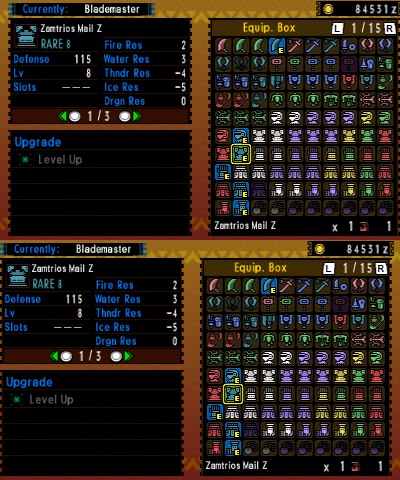 Currently: Blademaster
84531z
Zamtrios Mail Z
RARE 8
Fire Res 2
Defense 115 Water Res 3
Lv 8 Thndr Res -4
Slots --- Ice Res -5
Drgn Res 0
1/3
Equip. Box L 1/15 R
Upgrade
Level Up
E
E
E
E
E
Zamtrios Mail Z x 1 1
Currently: Blademaster
84531z
Zamtrios Mail Z
RARE 8
Fire Res 2
Defense 115 Water Res 3
Lv 8 Thndr Res -4
Slots --- Ice Res -5
Drgn Res 0
1/3
Equip. Box L 1/15 R
Upgrade
Level Up
E
E
E
E
E
Zamtrios Mail Z x 1 1